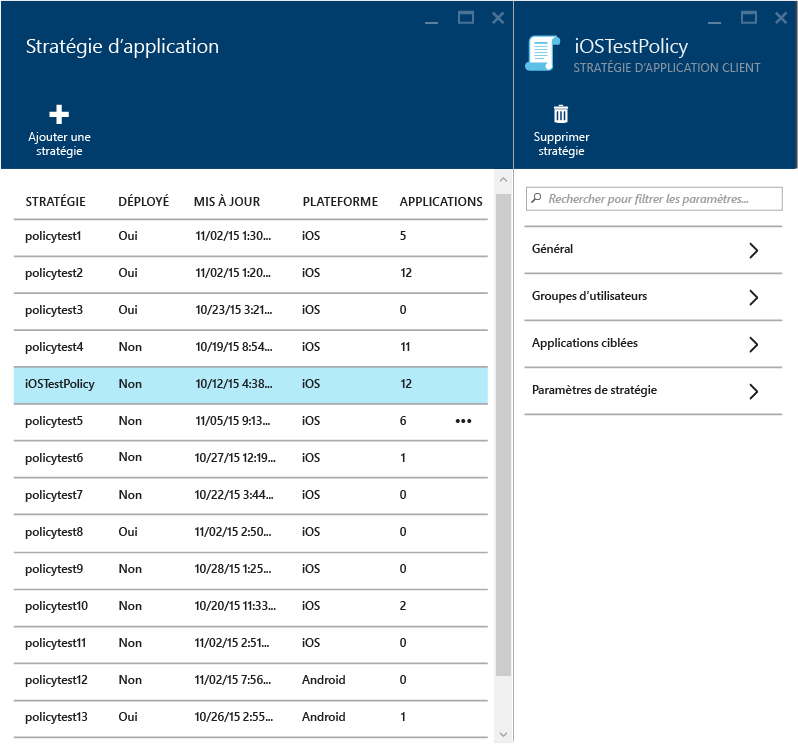 Stratégie d’application
Ajouter une
stratégie
STRATÉGIE DÉPLOYÉ MIS À JOUR PLATEFORME APPLICATIONS
policytest1 Oui 11/02/15 1:30... iOS 5
policytest2 Oui 11/02/15 1:20... iOS 12
policytest3 Oui 10/23/15 3:21... iOS 0
policytest4 Non 10/19/15 8:54... iOS 11
iOSTestPolicy Non 10/12/15 4:38... iOS 12
policytest5 Non 11/05/15 9:13... iOS 6 •••
policytest6 Non 10/27/15 12:19... iOS 1
policytest7 Non 10/22/15 3:44... iOS 0
policytest8 Oui 11/02/15 2:50... iOS 0
policytest9 Non 10/28/15 1:25... iOS 0
policytest10 Non 10/20/15 11:33... iOS 2
policytest11 Non 11/02/15 2:51... iOS 0
policytest12 Non 11/02/15 7:56... Android 0
policytest13 Oui 10/26/15 2:55... Android 1
iOSTestPolicy
STRATÉGIE D’APPLICATION CLIENT
Supprimer
stratégie
Rechercher pour filtrer les paramètres...
Général
Groupes d’utilisateurs
Applications ciblées
Paramètres de stratégie